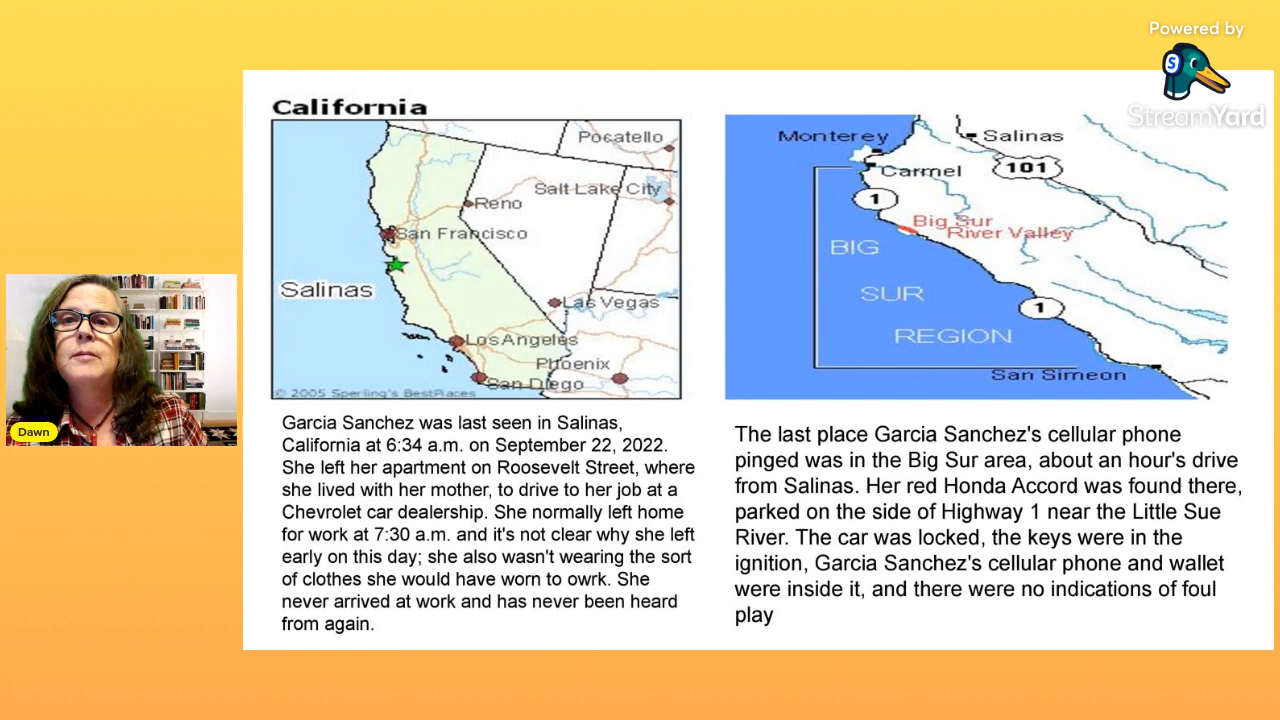 Powered by
S
StreamYard
California
Pocatello
Salt Lake City
Reno
San Francisco
Salinas
Las Vegas
Los Angeles
Phoenix
San Diego
© 2005 Sperling's BestPlaces
Monterey
Salinas
Carmel
101
1
Big Sur
River Valley
BIG
SUR
REGION
1
San Simeon
Dawn
Garcia Sanchez was last seen in Salinas,
California at 6:34 a.m. on September 22, 2022.
She left her apartment on Roosevelt Street, where
she lived with her mother, to drive to her job at a
Chevrolet car dealership. She normally left home
for work at 7:30 a.m. and it's not clear why she left
early on this day; she also wasn't wearing the sort
of clothes she would have worn to owrk. She
never arrived at work and has never been heard
from again.
The last place Garcia Sanchez's cellular phone
pinged was in the Big Sur area, about an hour's drive
from Salinas. Her red Honda Accord was found there,
parked on the side of Highway 1 near the Little Sue
River. The car was locked, the keys were in the
ignition, Garcia Sanchez's cellular phone and wallet
were inside it, and there were no indications of foul
play